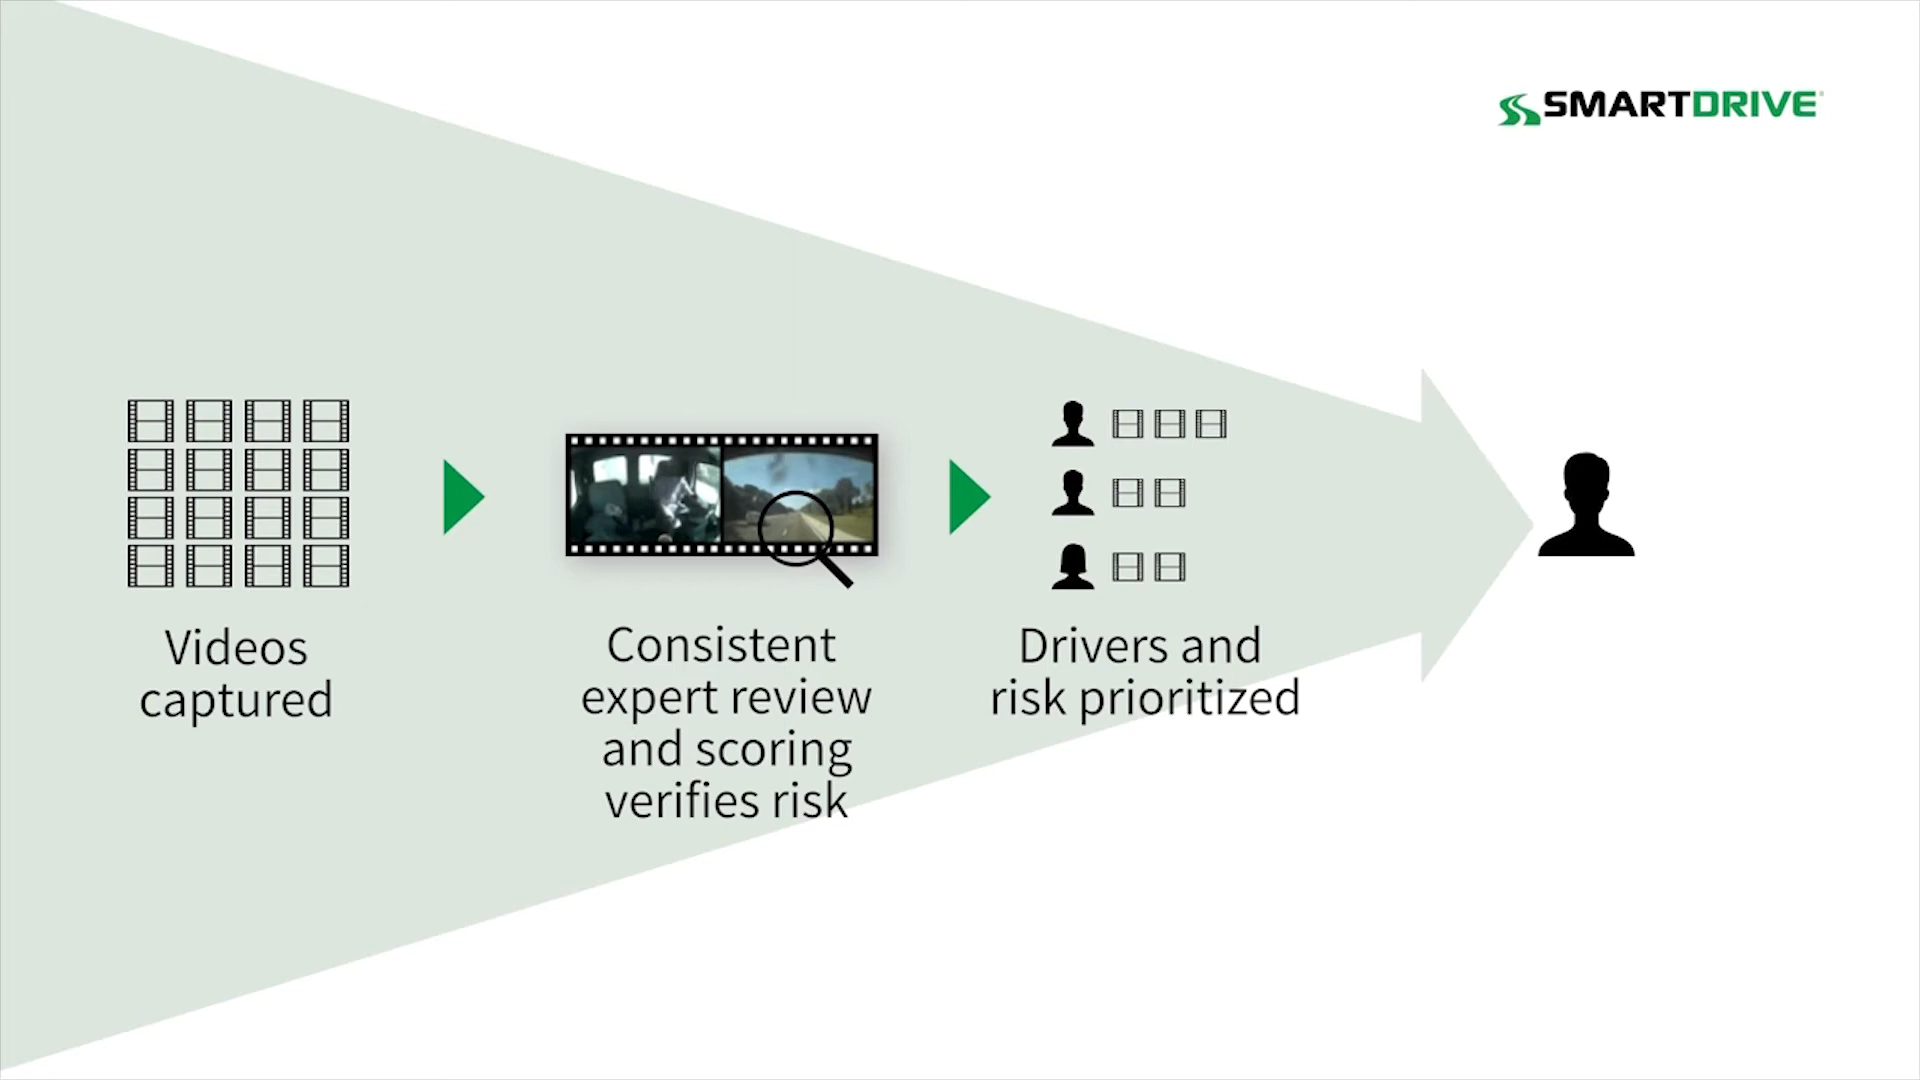 SMARTDRIVE®
Videos
captured
Consistent
expert review
and scoring
verifies risk
Drivers and
risk prioritized